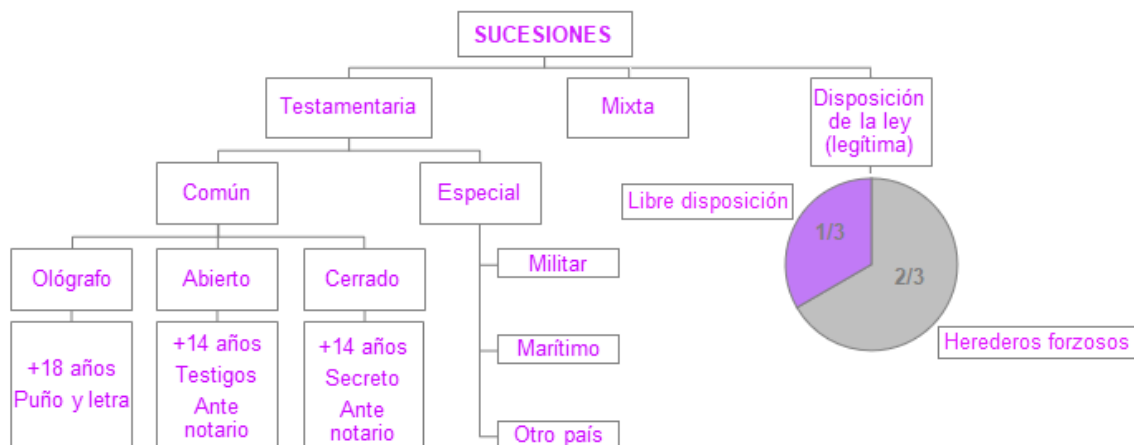 SUCESIONES
Testamentaria
Mixta
Disposición
de la ley
(legítima)
Común
Especial
Libre disposición
1/3
2/3
Ológrafo
Abierto
Cerrado
Militar
+18 años
Puño y letra
+14 años
Testigos
Ante
notario
+14 años
Secreto
Ante
notario
Marítimo
Herederos forzosos
Otro país